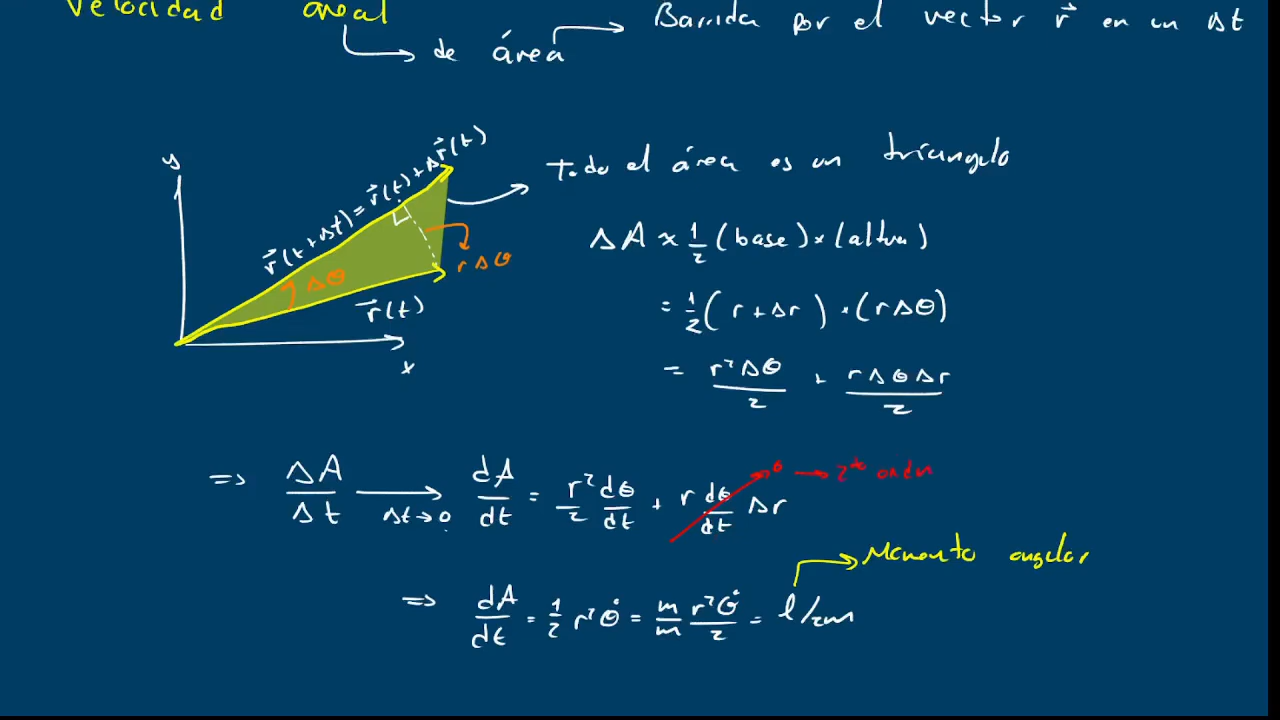 Velocidad areal
de área
Barrida por el vector r⃗ en un Δt
y
r⃗(t+Δt) = r⃗(t) + Δr⃗(t)
Δθ
rΔθ
r⃗(t)
x
Todo el área es un triangulo
ΔA ≈ 1/2 (base) × (altura)
= 1/2 (r+Δr) · (rΔθ)
= r²Δθ/2 + rΔθΔr/2
⇒ ΔA/Δt → Δt→0 dA/dt = r²/2 dθ/dt + r dθ/dt Δr
0 → 2do orden
Momento angular
⇒ dA/dt = 1/2 r²θ̇ = m/m r²θ̇/2 = l/2m